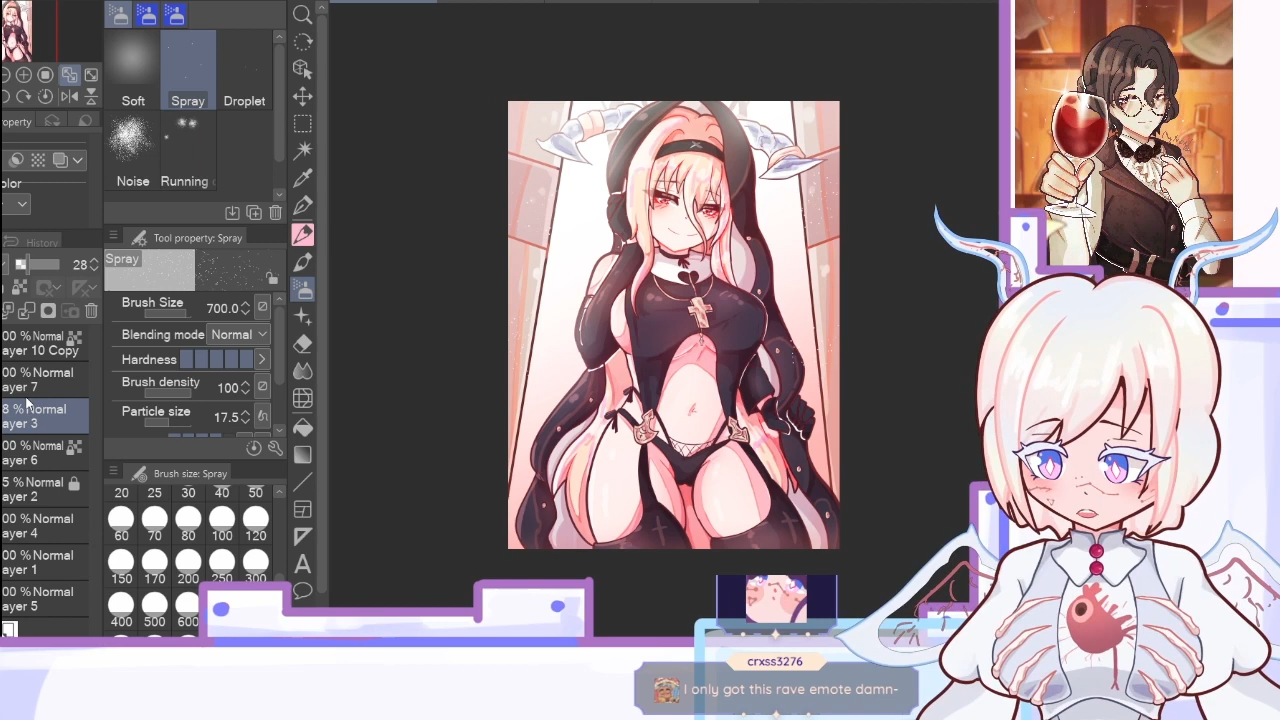 Soft
Spray
Droplet
Noise
Running
operty
olor
History
28
Tool property: Spray
Spray
Brush Size 700.0
Blending mode Normal
Hardness
Brush density 100
Particle size 17.5
Brush size: Spray
20 25 30 40 50
60 70 80 100 120
150 170 200 250 300
400 500 600
00 % Normal
ayer 10 Copy
00 % Normal
ayer 7
8 % Normal
ayer 3
00 % Normal
ayer 6
5 % Normal
ayer 2
00 % Normal
ayer 4
00 % Normal
ayer 1
00 % Normal
ayer 5
A
crxss3276
I only got this rave emote damn-